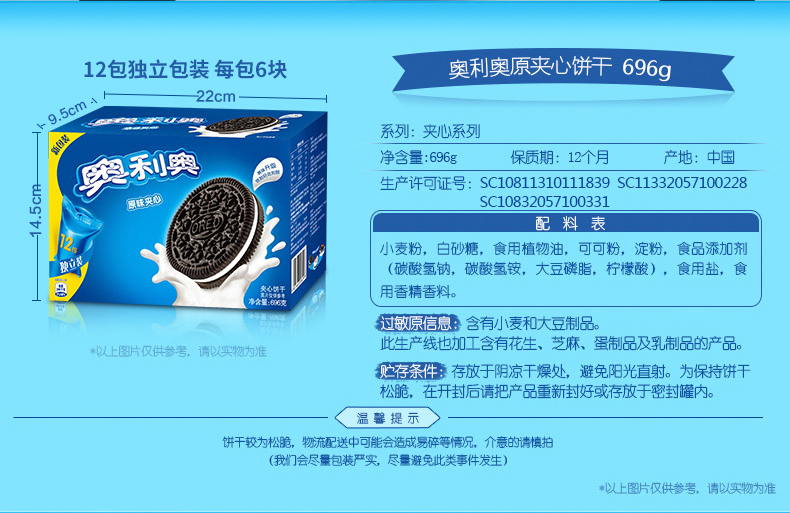 12包独立包装 每包6块
22cm
9.5cm
14.5cm
新包装
奥利奥
原味夹心
12包
独立装
夹心饼干
图片仅供参考
净含量:696克
*以上图片仅供参考，请以实物为准
奥利奥原夹心饼干 696g
系列：夹心系列
净含量:696g 保质期：12个月 产地：中国
生产许可证号：SC10811310111839 SC11332057100228
SC10832057100331
配 料 表
小麦粉，白砂糖，食用植物油，可可粉，淀粉，食品添加剂
（碳酸氢钠，碳酸氢铵，大豆磷脂，柠檬酸），食用盐，食
用香精香料。
过敏原信息：含有小麦和大豆制品。
此生产线也加工含有花生、芝麻、蛋制品及乳制品的产品。
贮存条件：存放于阴凉干燥处，避免阳光直射。为保持饼干
松脆，在开封后请把产品重新封好或存放于密封罐内。
温 馨 提 示
饼干较为松脆，物流配送中可能会造成易碎等情况，介意的请慎拍
（我们会尽量包装严实，尽量避免此类事件发生）
*以上图片仅供参考，请以实物为准